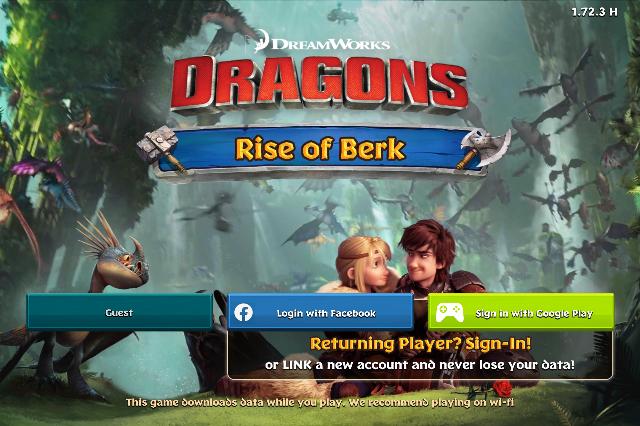 1.72.3 H
DREAMWORKS
DRAGONS
Rise of Berk
Guest
Login with Facebook
Sign in with Google Play
Returning Player? Sign-In!
or LINK a new account and never lose your data!
This game downloads data while you play. We recommend playing on wi-fi